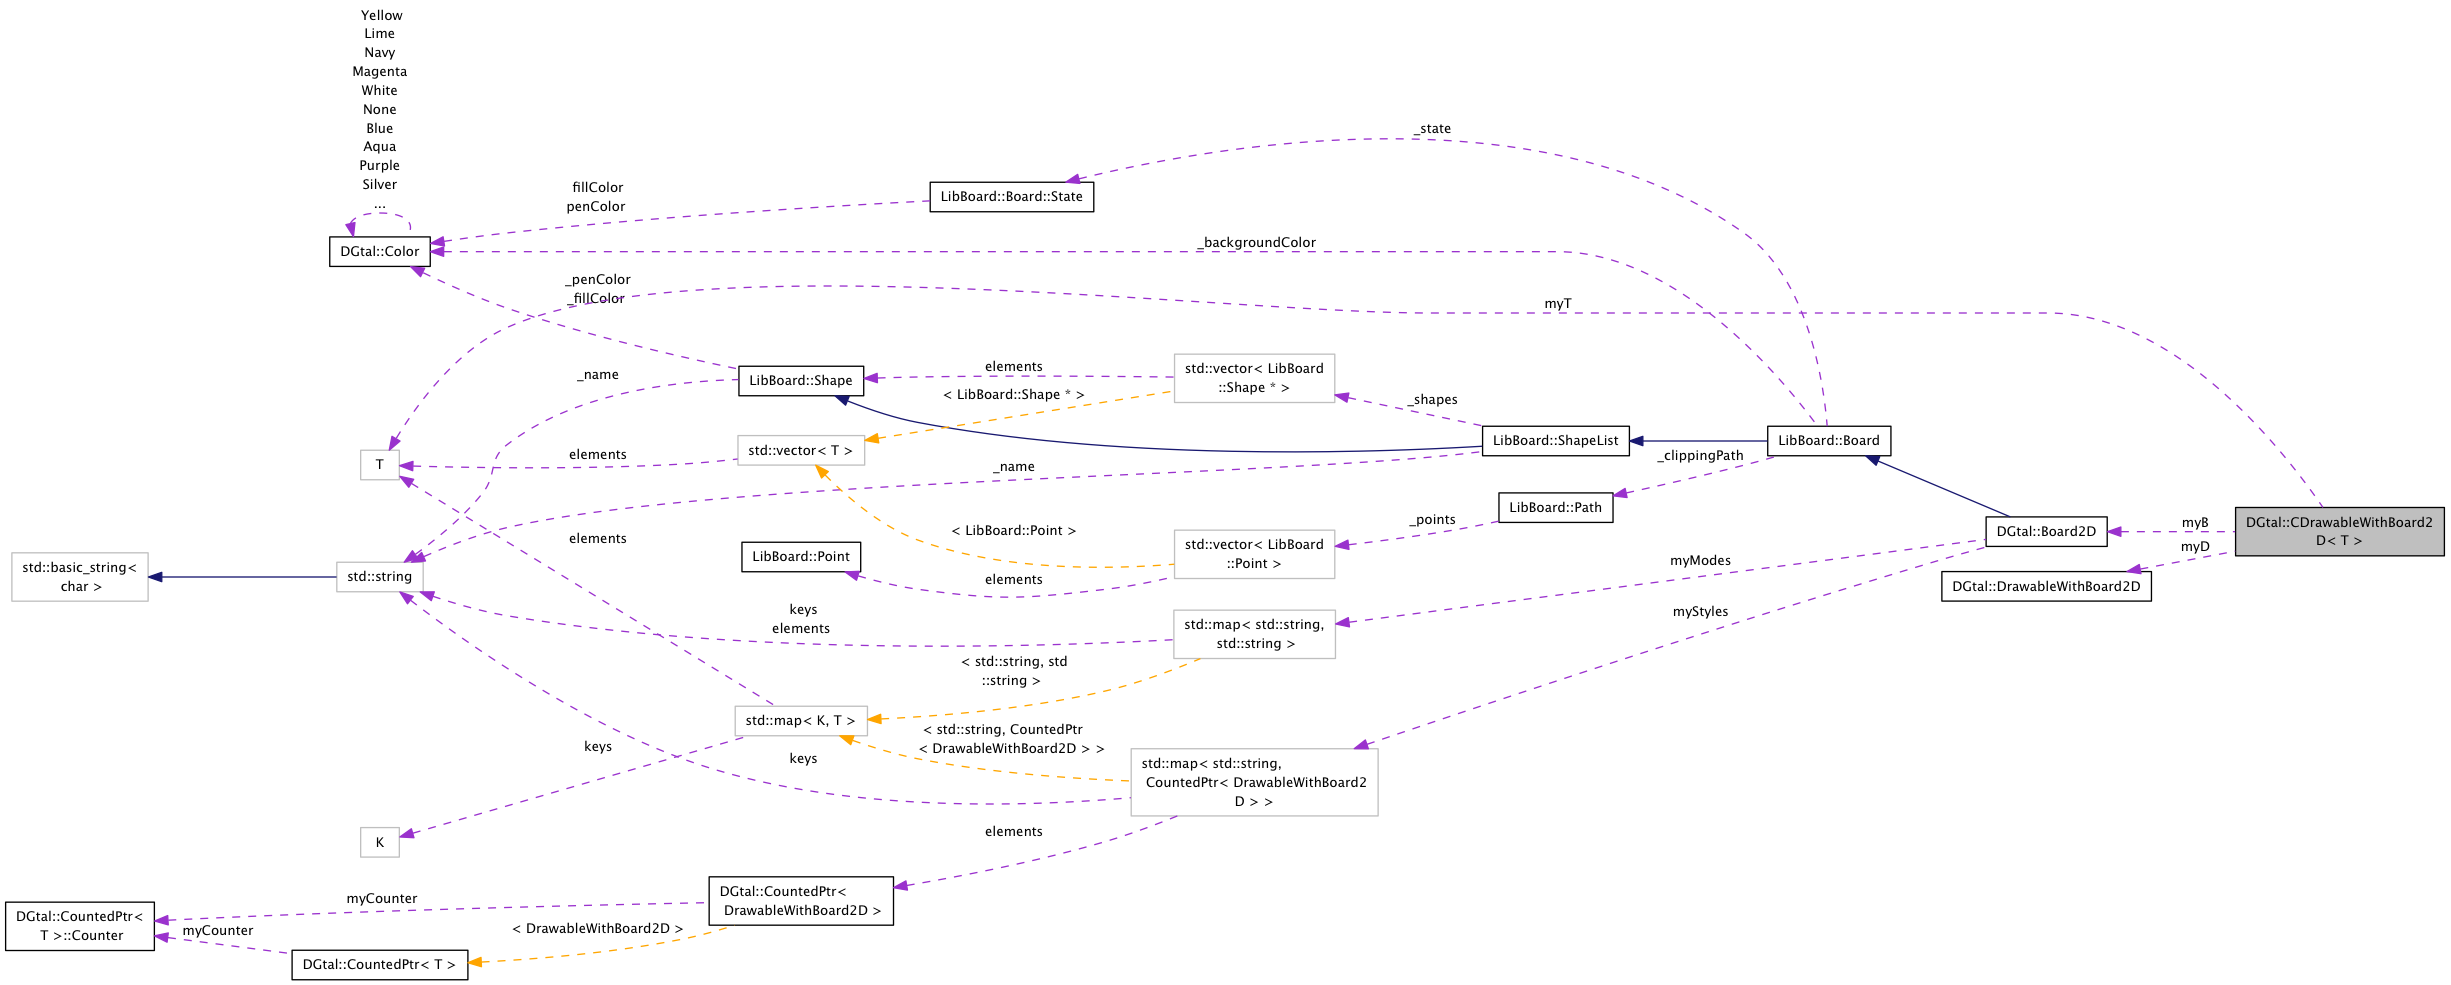 Yellow
Lime
Navy
Magenta
White
None
Blue
Aqua
Purple
Silver
...
_state
fillColor
penColor
LibBoard::Board::State
DGtal::Color
_backgroundColor
_penColor
_fillColor
myT
LibBoard::Shape
_name
elements
< LibBoard::Shape * >
std::vector< LibBoard
::Shape * >
_shapes
LibBoard::ShapeList
LibBoard::Board
T
elements
std::vector< T >
_name
_clippingPath
LibBoard::Path
_points
< LibBoard::Point >
std::vector< LibBoard
::Point >
elements
LibBoard::Point
elements
DGtal::Board2D
myB
myD
DGtal::CDrawableWithBoard2
D< T >
DGtal::DrawableWithBoard2D
std::basic_string<
char >
std::string
myModes
myStyles
keys
elements
std::map< std::string,
std::string >
< std::string, std
::string >
std::map< K, T >
< std::string, CountedPtr
< DrawableWithBoard2D > >
keys
keys
std::map< std::string,
CountedPtr< DrawableWithBoard2
D > >
K
elements
DGtal::CountedPtr<
DrawableWithBoard2D >
myCounter
DGtal::CountedPtr<
T >::Counter
myCounter
< DrawableWithBoard2D >
DGtal::CountedPtr< T >